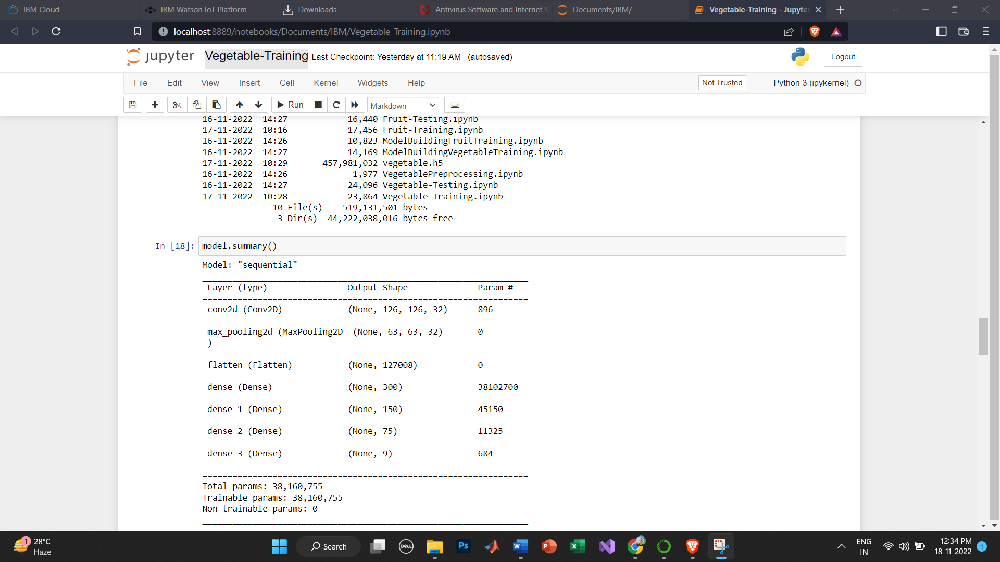 IBM Cloud
IBM Watson IoT Platform
Downloads
Antivirus Software and Internet S
Documents/IBM/
Vegetable-Training - Jupyter
localhost:8889/notebooks/Documents/IBM/Vegetable-Training.ipynb
jupyter Vegetable-Training Last Checkpoint: Yesterday at 11:19 AM (autosaved)
Logout
File Edit View Insert Cell Kernel Widgets Help
Not Trusted
Python 3 (ipykernel)
Run
Markdown
16-11-2022 14:27 16,440 Fruit-Testing.ipynb
17-11-2022 10:16 17,456 Fruit-Training.ipynb
16-11-2022 14:26 10,823 ModelBuildingFruitTraining.ipynb
16-11-2022 14:27 14,169 ModelBuildingVegetableTraining.ipynb
17-11-2022 10:29 457,981,032 vegetable.h5
16-11-2022 14:26 1,977 VegetablePreprocessing.ipynb
16-11-2022 14:27 24,096 Vegetable-Testing.ipynb
17-11-2022 10:28 23,864 Vegetable-Training.ipynb
10 File(s) 519,131,501 bytes
3 Dir(s) 44,222,038,016 bytes free
In [18]: model.summary()
Model: "sequential"
_________________________________________________________________
Layer (type) Output Shape Param #
=================================================================
conv2d (Conv2D) (None, 126, 126, 32) 896
max_pooling2d (MaxPooling2D (None, 63, 63, 32) 0
)
flatten (Flatten) (None, 127008) 0
dense (Dense) (None, 300) 38102700
dense_1 (Dense) (None, 150) 45150
dense_2 (Dense) (None, 75) 11325
dense_3 (Dense) (None, 9) 684
=================================================================
Total params: 38,160,755
Trainable params: 38,160,755
Non-trainable params: 0
_________________________________________________________________
1
28°C
Haze
Search
DELL
Ps
W
P
X
ENG
IN
12:34 PM
18-11-2022
1